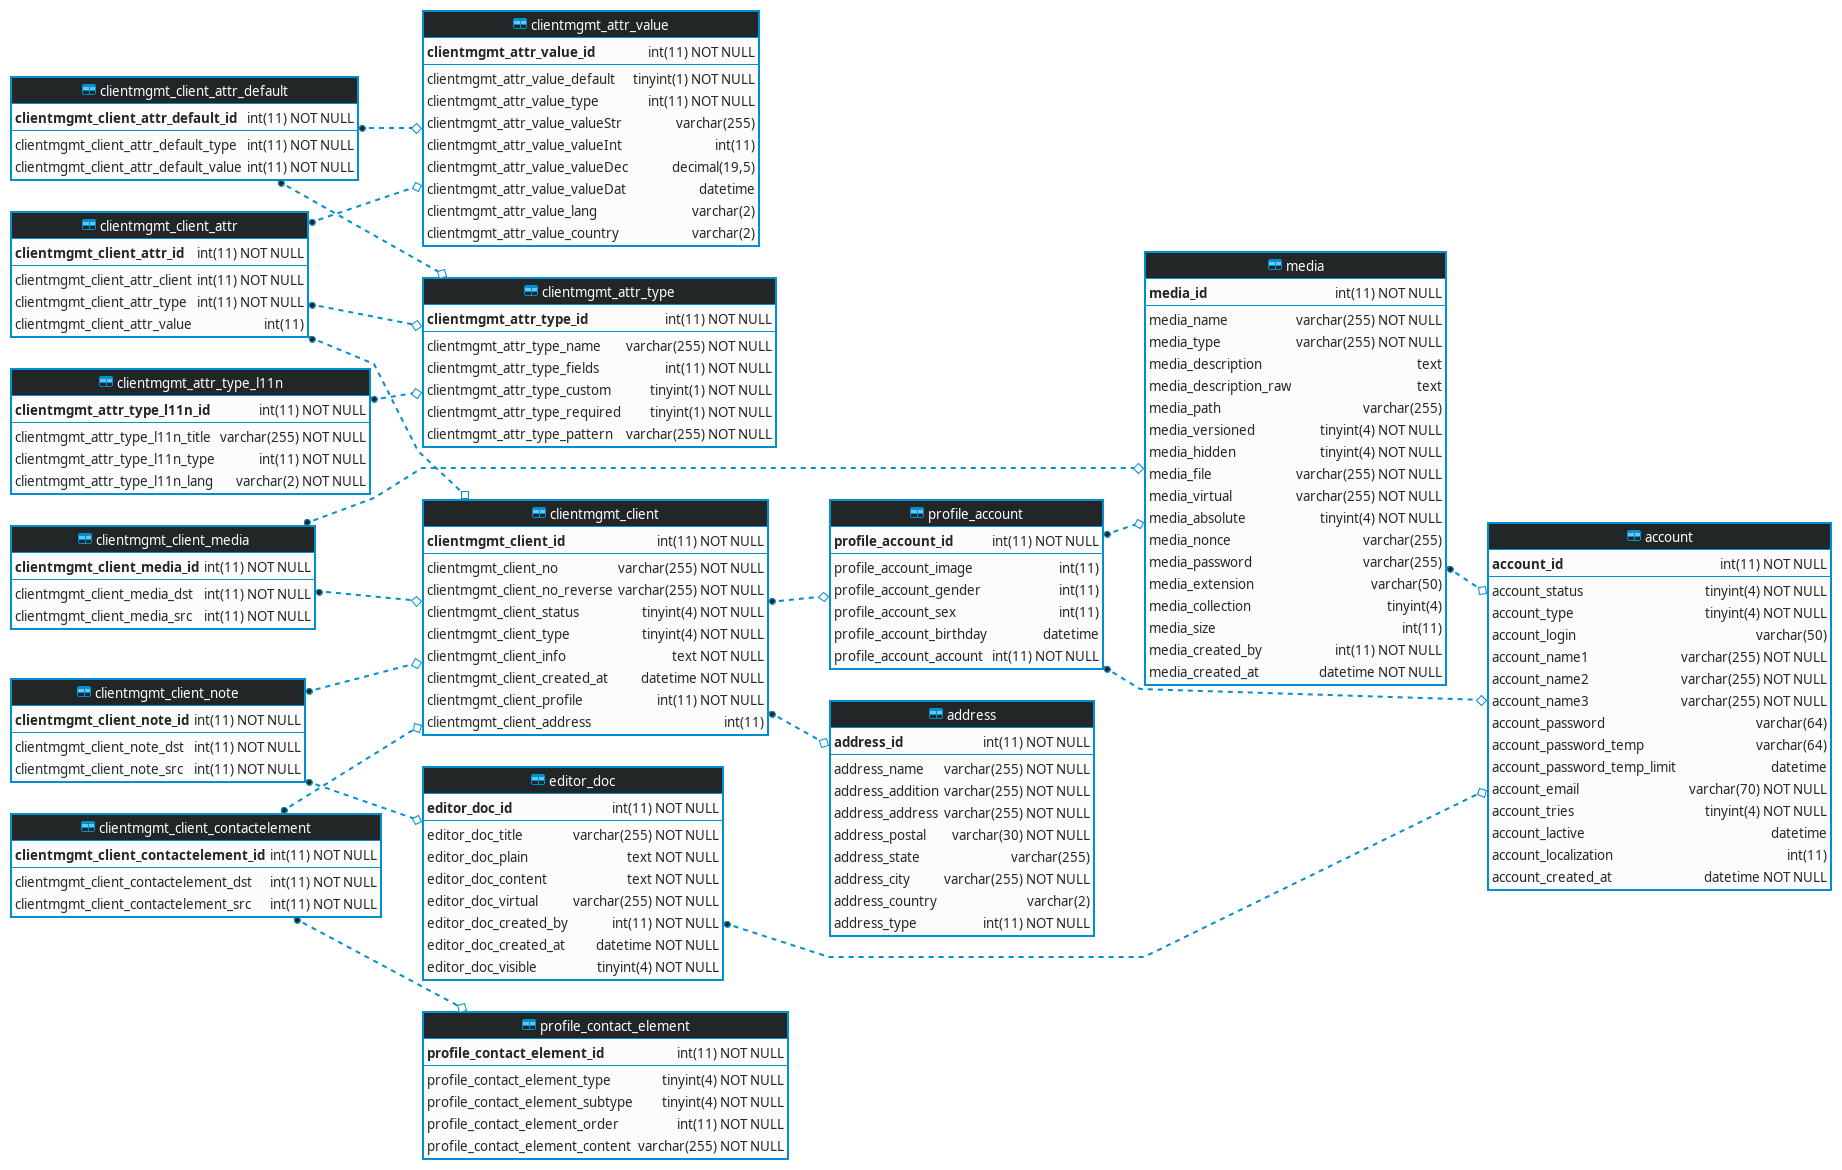 clientmgmt_attr_value
clientmgmt_attr_value_id int(11) NOT NULL
clientmgmt_attr_value_default tinyint(1) NOT NULL
clientmgmt_attr_value_type int(11) NOT NULL
clientmgmt_attr_value_valueStr varchar(255)
clientmgmt_attr_value_valueInt int(11)
clientmgmt_attr_value_valueDec decimal(19,5)
clientmgmt_attr_value_valueDat datetime
clientmgmt_attr_value_lang varchar(2)
clientmgmt_attr_value_country varchar(2)
clientmgmt_client_attr_default
clientmgmt_client_attr_default_id int(11) NOT NULL
clientmgmt_client_attr_default_type int(11) NOT NULL
clientmgmt_client_attr_default_value int(11) NOT NULL
clientmgmt_client_attr
clientmgmt_client_attr_id int(11) NOT NULL
clientmgmt_client_attr_client int(11) NOT NULL
clientmgmt_client_attr_type int(11) NOT NULL
clientmgmt_client_attr_value int(11)
clientmgmt_attr_type
clientmgmt_attr_type_id int(11) NOT NULL
clientmgmt_attr_type_name varchar(255) NOT NULL
clientmgmt_attr_type_fields int(11) NOT NULL
clientmgmt_attr_type_custom tinyint(1) NOT NULL
clientmgmt_attr_type_required tinyint(1) NOT NULL
clientmgmt_attr_type_pattern varchar(255) NOT NULL
clientmgmt_attr_type_l11n
clientmgmt_attr_type_l11n_id int(11) NOT NULL
clientmgmt_attr_type_l11n_title varchar(255) NOT NULL
clientmgmt_attr_type_l11n_type int(11) NOT NULL
clientmgmt_attr_type_l11n_lang varchar(2) NOT NULL
media
media_id int(11) NOT NULL
media_name varchar(255) NOT NULL
media_type varchar(255) NOT NULL
media_description text
media_description_raw text
media_path varchar(255)
media_versioned tinyint(4) NOT NULL
media_hidden tinyint(4) NOT NULL
media_file varchar(255) NOT NULL
media_virtual varchar(255) NOT NULL
media_absolute tinyint(4) NOT NULL
media_nonce varchar(255)
media_password varchar(255)
media_extension varchar(50)
media_collection tinyint(4)
media_size int(11)
media_created_by int(11) NOT NULL
media_created_at datetime NOT NULL
clientmgmt_client_media
clientmgmt_client_media_id int(11) NOT NULL
clientmgmt_client_media_dst int(11) NOT NULL
clientmgmt_client_media_src int(11) NOT NULL
clientmgmt_client
clientmgmt_client_id int(11) NOT NULL
clientmgmt_client_no varchar(255) NOT NULL
clientmgmt_client_no_reverse varchar(255) NOT NULL
clientmgmt_client_status tinyint(4) NOT NULL
clientmgmt_client_type tinyint(4) NOT NULL
clientmgmt_client_info text NOT NULL
clientmgmt_client_created_at datetime NOT NULL
clientmgmt_client_profile int(11) NOT NULL
clientmgmt_client_address int(11)
profile_account
profile_account_id int(11) NOT NULL
profile_account_image int(11)
profile_account_gender int(11)
profile_account_sex int(11)
profile_account_birthday datetime
profile_account_account int(11) NOT NULL
account
account_id int(11) NOT NULL
account_status tinyint(4) NOT NULL
account_type tinyint(4) NOT NULL
account_login varchar(50)
account_name1 varchar(255) NOT NULL
account_name2 varchar(255) NOT NULL
account_name3 varchar(255) NOT NULL
account_password varchar(64)
account_password_temp varchar(64)
account_password_temp_limit datetime
account_email varchar(70) NOT NULL
account_tries tinyint(4) NOT NULL
account_lactive datetime
account_localization int(11)
account_created_at datetime NOT NULL
clientmgmt_client_note
clientmgmt_client_note_id int(11) NOT NULL
clientmgmt_client_note_dst int(11) NOT NULL
clientmgmt_client_note_src int(11) NOT NULL
address
address_id int(11) NOT NULL
address_name varchar(255) NOT NULL
address_addition varchar(255) NOT NULL
address_address varchar(255) NOT NULL
address_postal varchar(30) NOT NULL
address_state varchar(255)
address_city varchar(255) NOT NULL
address_country varchar(2)
address_type int(11) NOT NULL
editor_doc
editor_doc_id int(11) NOT NULL
editor_doc_title varchar(255) NOT NULL
editor_doc_plain text NOT NULL
editor_doc_content text NOT NULL
editor_doc_virtual varchar(255) NOT NULL
editor_doc_created_by int(11) NOT NULL
editor_doc_created_at datetime NOT NULL
editor_doc_visible tinyint(4) NOT NULL
clientmgmt_client_contactelement
clientmgmt_client_contactelement_id int(11) NOT NULL
clientmgmt_client_contactelement_dst int(11) NOT NULL
clientmgmt_client_contactelement_src int(11) NOT NULL
profile_contact_element
profile_contact_element_id int(11) NOT NULL
profile_contact_element_type tinyint(4) NOT NULL
profile_contact_element_subtype tinyint(4) NOT NULL
profile_contact_element_order int(11) NOT NULL
profile_contact_element_content varchar(255) NOT NULL